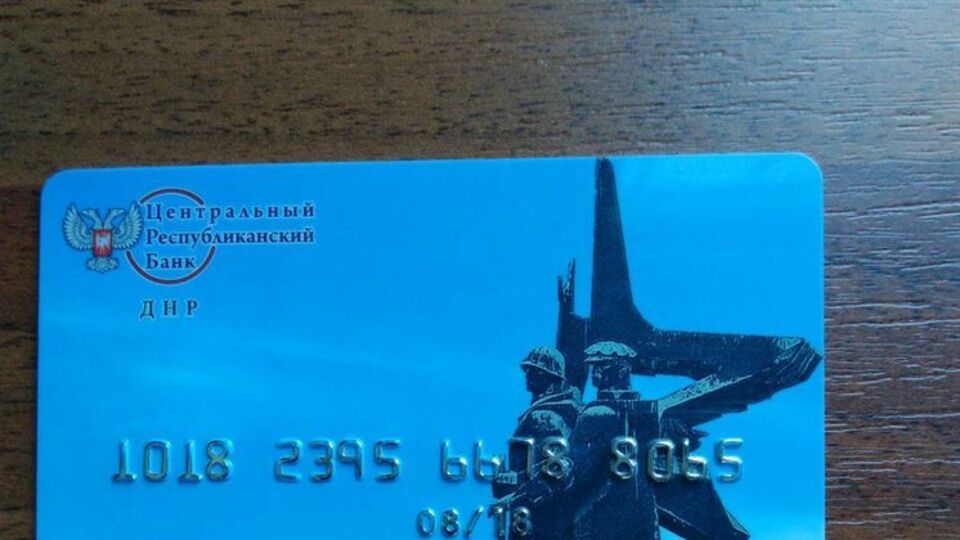 Центральный
Республиканский
Банк
ДНР
1018 2395 6678 8065
08/18